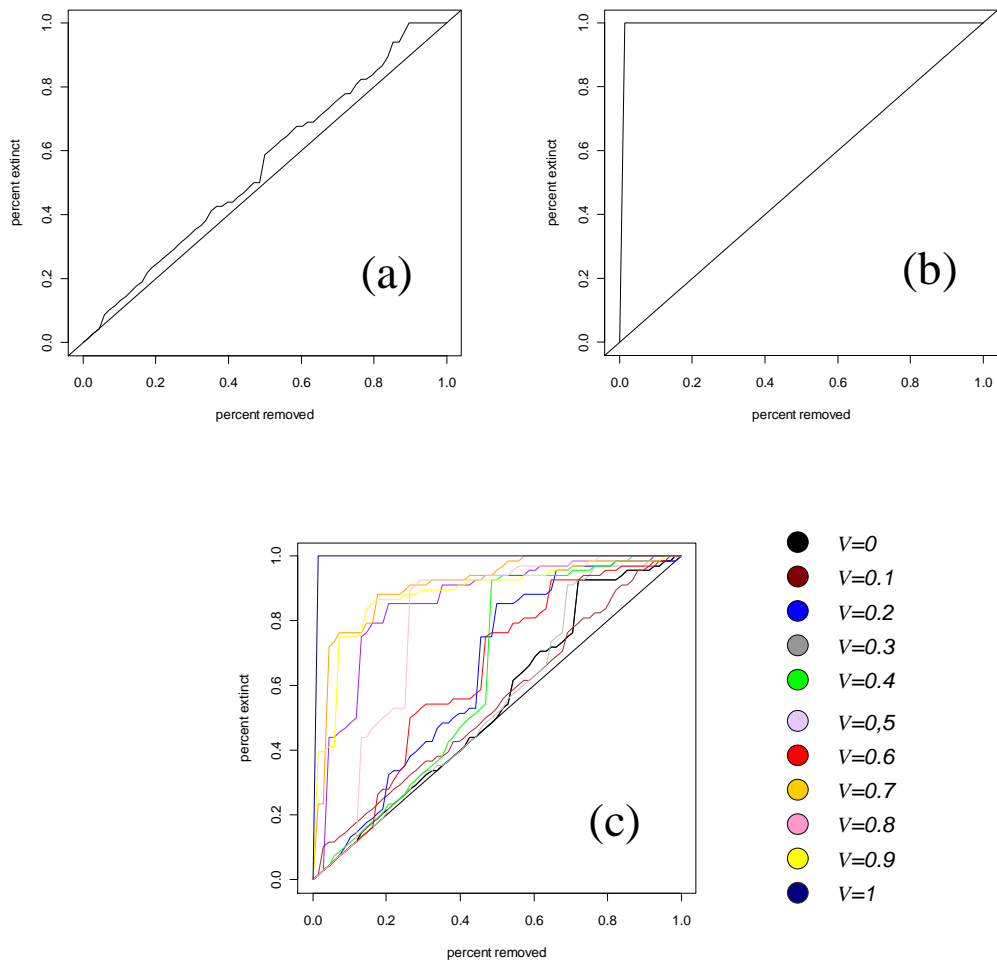 1.0
0.8
0.6
0.4
0.2
0.0
percent extinct
0.0 0.2 0.4 0.6 0.8 1.0
percent removed
(a)
1.0
0.8
0.6
0.4
0.2
0.0
percent extinct
0.0 0.2 0.4 0.6 0.8 1.0
percent removed
(b)
1.0
0.8
0.6
0.4
0.2
0.0
percent extinct
0.0 0.2 0.4 0.6 0.8 1.0
percent removed
(c)
V=0
V=0.1
V=0.2
V=0.3
V=0.4
V=0,5
V=0.6
V=0.7
V=0.8
V=0.9
V=1